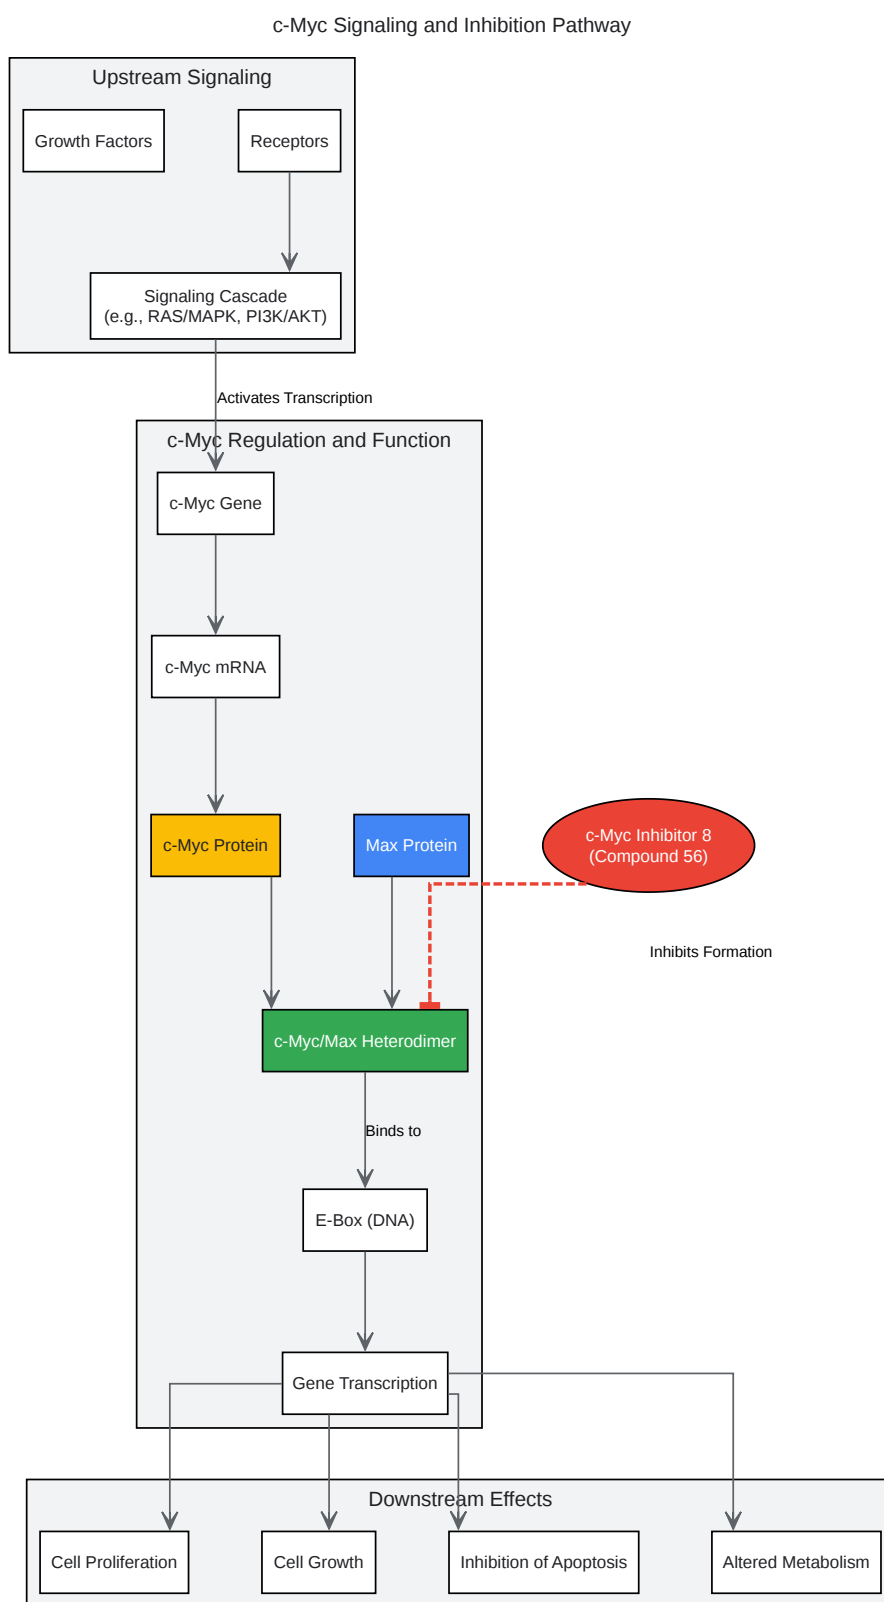 c-Myc Signaling and Inhibition Pathway
Upstream Signaling
Growth Factors
Receptors
Signaling Cascade
(e.g., RAS/MAPK, PI3K/AKT)
Activates Transcription
c-Myc Regulation and Function
c-Myc Gene
c-Myc mRNA
c-Myc Protein
Max Protein
c-Myc Inhibitor 8
(Compound 56)
Inhibits Formation
c-Myc/Max Heterodimer
Binds to
E-Box (DNA)
Gene Transcription
Downstream Effects
Cell Proliferation
Cell Growth
Inhibition of Apoptosis
Altered Metabolism